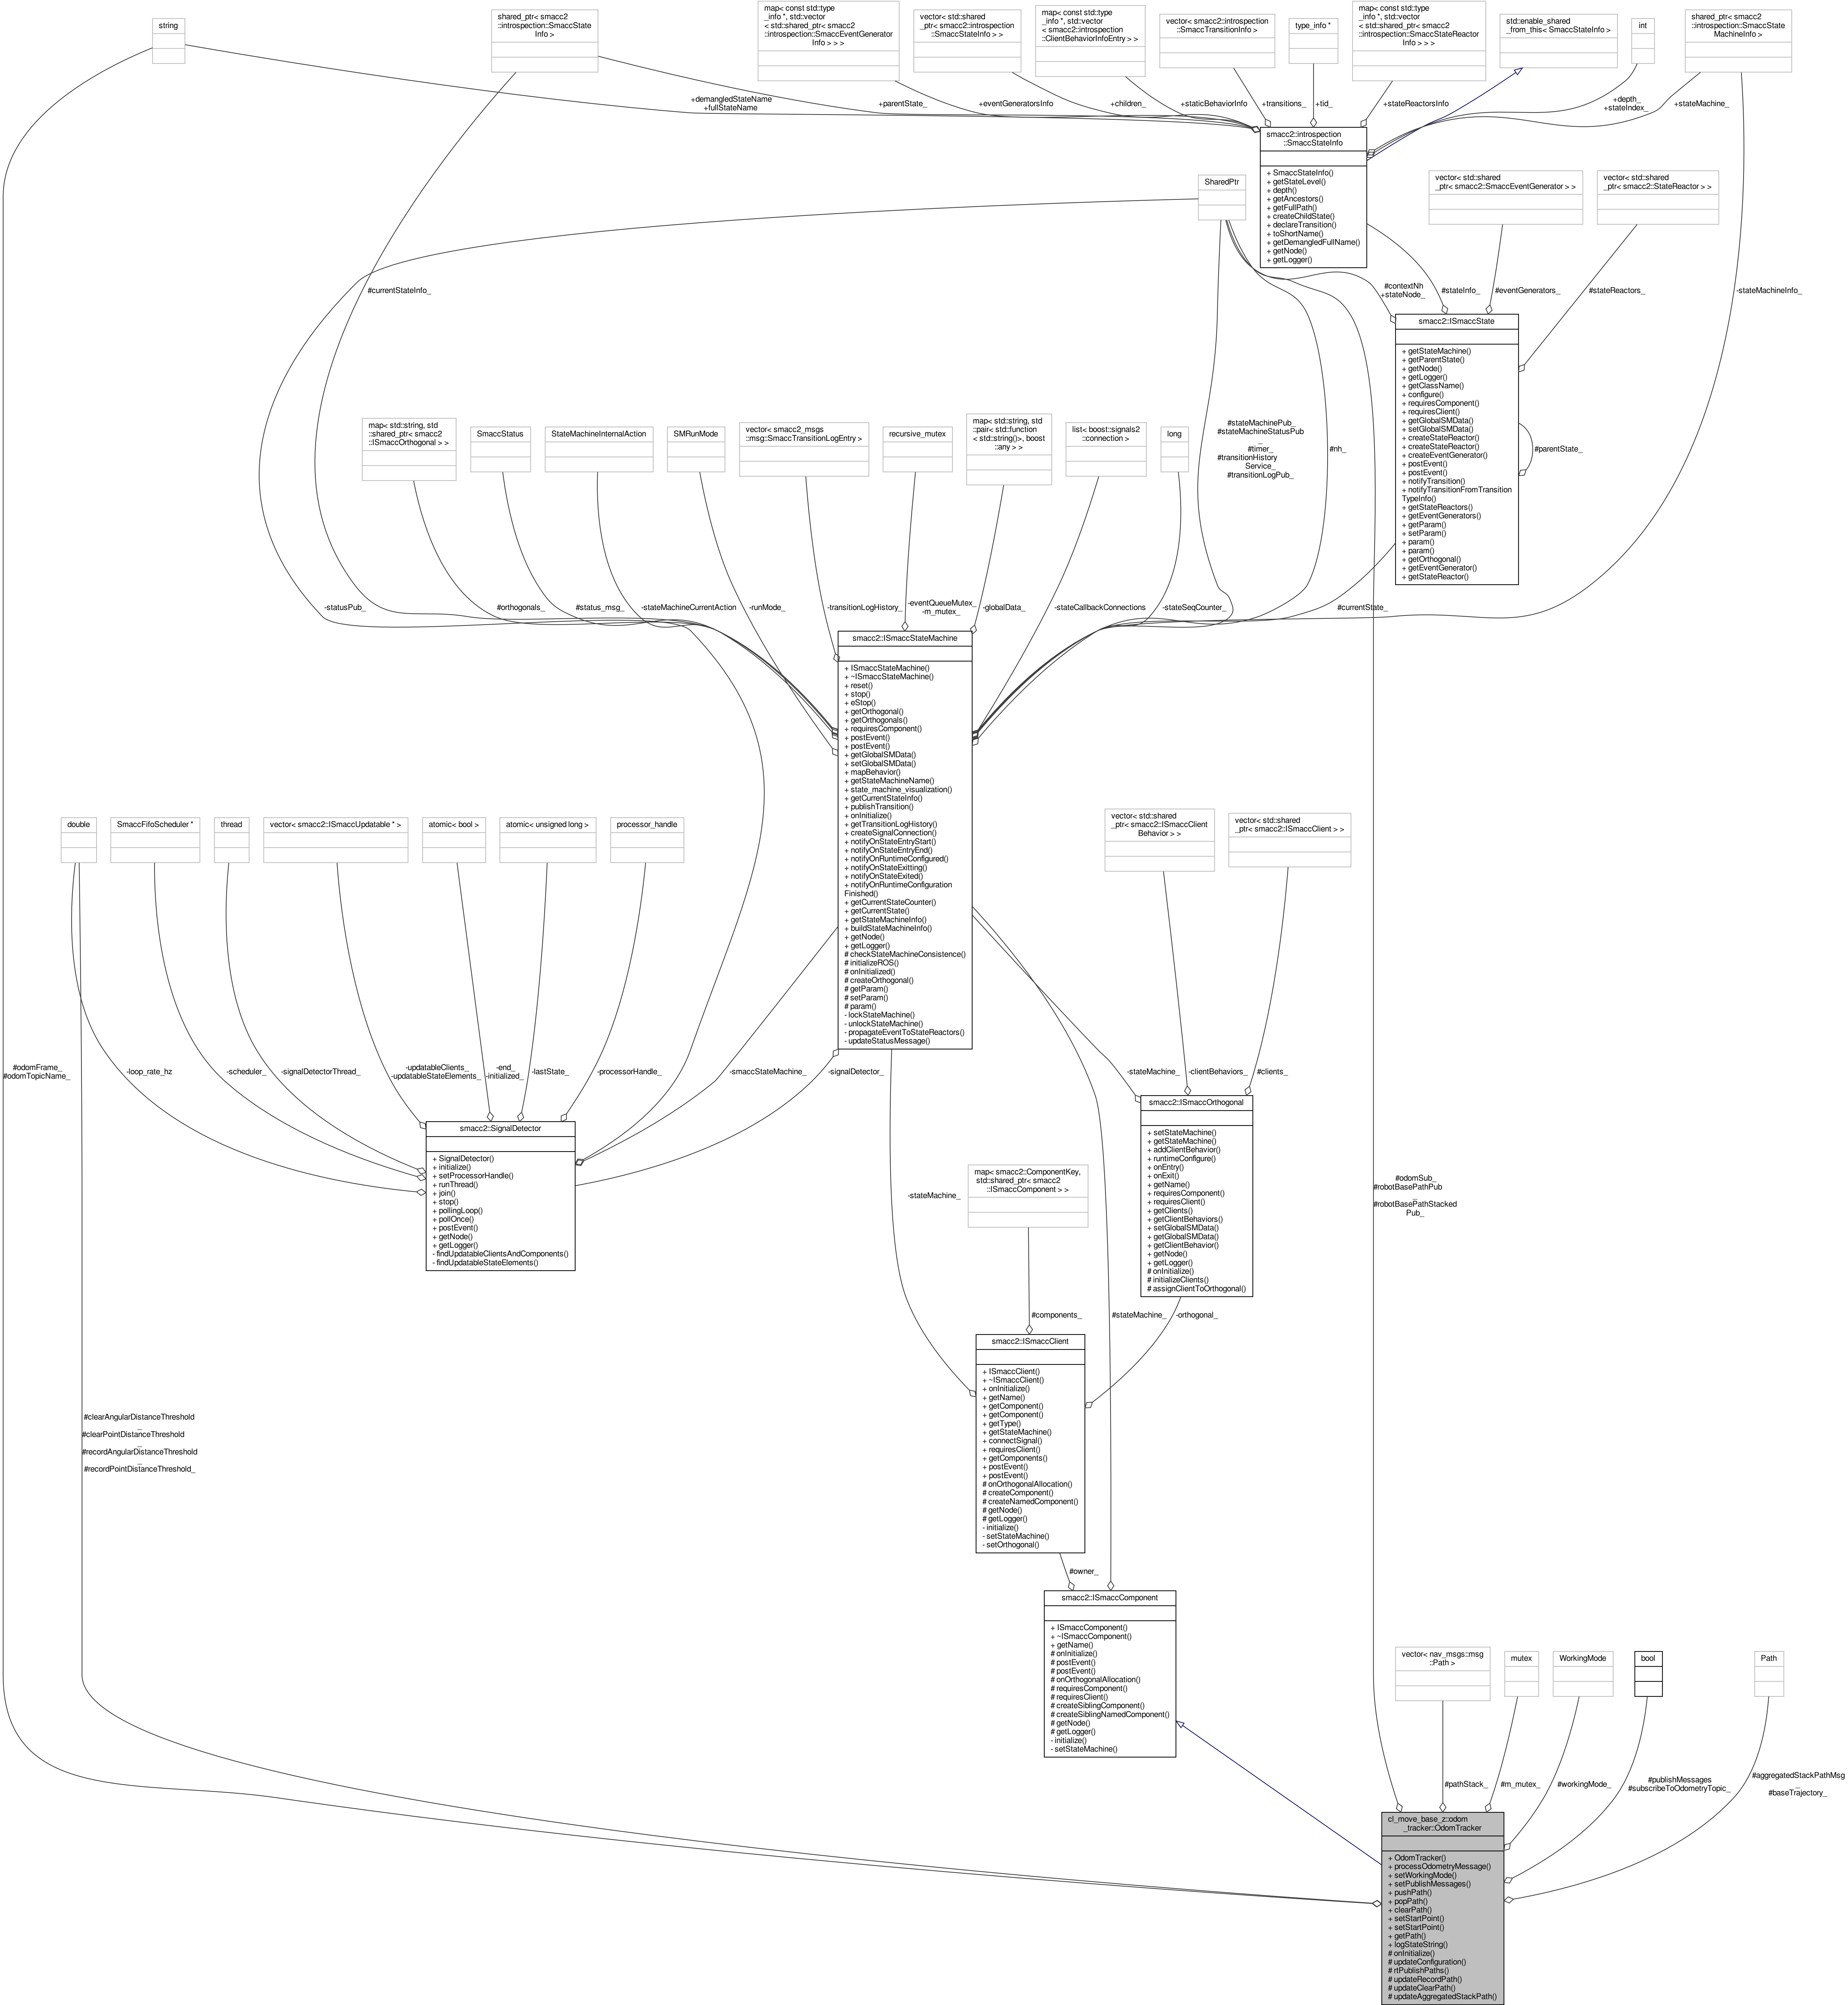 string
shared_ptr< smacc2
::introspection::SmaccState
Info >
map< const std::type
_info *, std::vector
< std::shared_ptr< smacc2
::introspection::SmaccEventGenerator
Info > > >
vector< std::shared
_ptr< smacc2::introspection
::SmaccStateInfo > >
map< const std::type
_info *, std::vector
< smacc2::introspection
::ClientBehaviorInfoEntry > >
vector< smacc2::introspection
::SmaccTransitionInfo >
type_info *
map< const std::type
_info *, std::vector
< std::shared_ptr< smacc2
::introspection::SmaccStateReactor
Info > > >
std::enable_shared
_from_this< SmaccStateInfo >
int
shared_ptr< smacc2
::introspection::SmaccState
MachineInfo >
+demangledStateName
+fullStateName
+parentState_
+eventGeneratorsInfo
+children_
+staticBehaviorInfo
+transitions_
+tid_
+stateReactorsInfo
+depth_
+stateIndex_
+stateMachine_
smacc2::introspection
::SmaccStateInfo
+ SmaccStateInfo()
+ getStateLevel()
+ depth()
+ getAncestors()
+ getFullPath()
+ createChildState()
+ declareTransition()
+ toShortName()
+ getDemangledFullName()
+ getNode()
+ getLogger()
SharedPtr
vector< std::shared
_ptr< smacc2::SmaccEventGenerator > >
vector< std::shared
_ptr< smacc2::StateReactor > >
#currentStateInfo_
#contextNh
+stateNode_
#stateInfo_
#eventGenerators_
#stateReactors_
-stateMachineInfo_
smacc2::ISmaccState
+ getStateMachine()
+ getParentState()
+ getNode()
+ getLogger()
+ getClassName()
+ configure()
+ requiresComponent()
+ requiresClient()
+ getGlobalSMData()
+ setGlobalSMData()
+ createStateReactor()
+ createStateReactor()
+ createEventGenerator()
+ postEvent()
+ postEvent()
+ notifyTransition()
+ notifyTransitionFromTransition
TypeInfo()
+ getStateReactors()
+ getEventGenerators()
+ getParam()
+ setParam()
+ param()
+ param()
+ getOrthogonal()
+ getEventGenerator()
+ getStateReactor()
#parentState_
map< std::string, std
::shared_ptr< smacc2
::ISmaccOrthogonal > >
SmaccStatus
StateMachineInternalAction
SMRunMode
vector< smacc2_msgs
::msg::SmaccTransitionLogEntry >
recursive_mutex
map< std::string, std
::pair< std::function
< std::string()>, boost
::any > >
list< boost::signals2
::connection >
long
#stateMachinePub_
#stateMachineStatusPub
_
#timer_
#transitionHistory
Service_
#transitionLogPub_
#nh_
-statusPub_
#orthogonals_
#status_msg_
-stateMachineCurrentAction
-runMode_
-transitionLogHistory_
-eventQueueMutex_
-m_mutex_
-globalData_
-stateCallbackConnections
-stateSeqCounter_
#currentState_
smacc2::ISmaccStateMachine
+ ISmaccStateMachine()
+ ~ISmaccStateMachine()
+ reset()
+ stop()
+ eStop()
+ getOrthogonal()
+ getOrthogonals()
+ requiresComponent()
+ postEvent()
+ postEvent()
+ getGlobalSMData()
+ setGlobalSMData()
+ mapBehavior()
+ getStateMachineName()
+ state_machine_visualization()
+ getCurrentStateInfo()
+ publishTransition()
+ onInitialize()
+ getTransitionLogHistory()
+ createSignalConnection()
+ notifyOnStateEntryStart()
+ notifyOnStateEntryEnd()
+ notifyOnRuntimeConfigured()
+ notifyOnStateExitting()
+ notifyOnStateExited()
+ notifyOnRuntimeConfiguration
Finished()
+ getCurrentStateCounter()
+ getCurrentState()
+ getStateMachineInfo()
+ buildStateMachineInfo()
+ getNode()
+ getLogger()
# checkStateMachineConsistence()
# initializeROS()
# onInitialized()
# createOrthogonal()
# getParam()
# setParam()
# param()
- lockStateMachine()
- unlockStateMachine()
- propagateEventToStateReactors()
- updateStatusMessage()
double
SmaccFifoScheduler *
thread
vector< smacc2::ISmaccUpdatable * >
atomic< bool >
atomic< unsigned long >
processor_handle
vector< std::shared
_ptr< smacc2::ISmaccClient
Behavior > >
vector< std::shared
_ptr< smacc2::ISmaccClient > >
#odomFrame_
#odomTopicName_
-loop_rate_hz
-scheduler_
-signalDetectorThread_
-updatableClients_
-updatableStateElements_
-end_
-initialized_
-lastState_
-processorHandle_
-smaccStateMachine_
-signalDetector_
-stateMachine_
-clientBehaviors_
#clients_
smacc2::SignalDetector
+ SignalDetector()
+ initialize()
+ setProcessorHandle()
+ runThread()
+ join()
+ stop()
+ pollingLoop()
+ pollOnce()
+ postEvent()
+ getNode()
+ getLogger()
- findUpdatableClientsAndComponents()
- findUpdatableStateElements()
smacc2::ISmaccOrthogonal
+ setStateMachine()
+ getStateMachine()
+ addClientBehavior()
+ runtimeConfigure()
+ onEntry()
+ onExit()
+ getName()
+ requiresComponent()
+ requiresClient()
+ getClients()
+ getClientBehaviors()
+ setGlobalSMData()
+ getGlobalSMData()
+ getClientBehavior()
+ getNode()
+ getLogger()
# onInitialize()
# initializeClients()
# assignClientToOrthogonal()
map< smacc2::ComponentKey,
std::shared_ptr< smacc2
::ISmaccComponent > >
-stateMachine_
#odomSub_
#robotBasePathPub
_
#robotBasePathStacked
Pub_
#components_
#stateMachine_
-orthogonal_
smacc2::ISmaccClient
+ ISmaccClient()
+ ~ISmaccClient()
+ onInitialize()
+ getName()
+ getComponent()
+ getComponent()
+ getType()
+ getStateMachine()
+ connectSignal()
+ requiresClient()
+ getComponents()
+ postEvent()
+ postEvent()
# onOrthogonalAllocation()
# createComponent()
# createNamedComponent()
# getNode()
# getLogger()
- initialize()
- setStateMachine()
- setOrthogonal()
#clearAngularDistanceThreshold
_
#clearPointDistanceThreshold
_
#recordAngularDistanceThreshold
_
#recordPointDistanceThreshold_
#owner_
smacc2::ISmaccComponent
+ ISmaccComponent()
+ ~ISmaccComponent()
+ getName()
# onInitialize()
# postEvent()
# postEvent()
# onOrthogonalAllocation()
# requiresComponent()
# requiresClient()
# createSiblingComponent()
# createSiblingNamedComponent()
# getNode()
# getLogger()
- initialize()
- setStateMachine()
vector< nav_msgs::msg
::Path >
mutex
WorkingMode
bool
Path
#pathStack_
#m_mutex_
#workingMode_
#publishMessages
#subscribeToOdometryTopic_
#aggregatedStackPathMsg
_
#baseTrajectory_
cl_move_base_z::odom
_tracker::OdomTracker
+ OdomTracker()
+ processOdometryMessage()
+ setWorkingMode()
+ setPublishMessages()
+ pushPath()
+ popPath()
+ clearPath()
+ setStartPoint()
+ setStartPoint()
+ getPath()
+ logStateString()
# onInitialize()
# updateConfiguration()
# rtPublishPaths()
# updateRecordPath()
# updateClearPath()
# updateAggregatedStackPath()